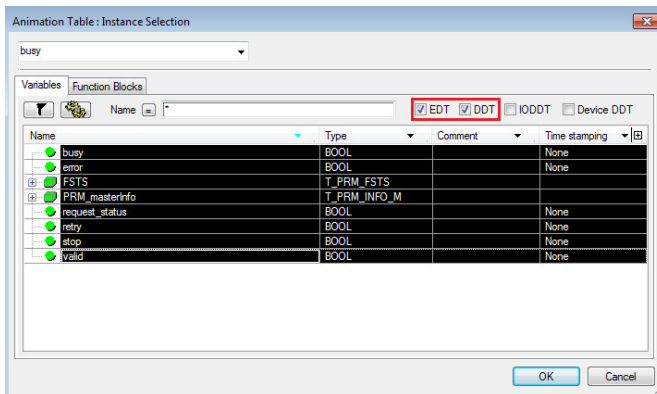 Animation Table : Instance Selection
busy
Variables Function Blocks
Name = * EDT DDT IODDT Device DDT
Name Type Comment Time stamping
busy BOOL None
error BOOL None
FSTS T_PRM_FSTS
PRM_masterInfo T_PRM_INFO_M
request_status BOOL None
retry BOOL None
stop BOOL None
valid BOOL None
OK Cancel